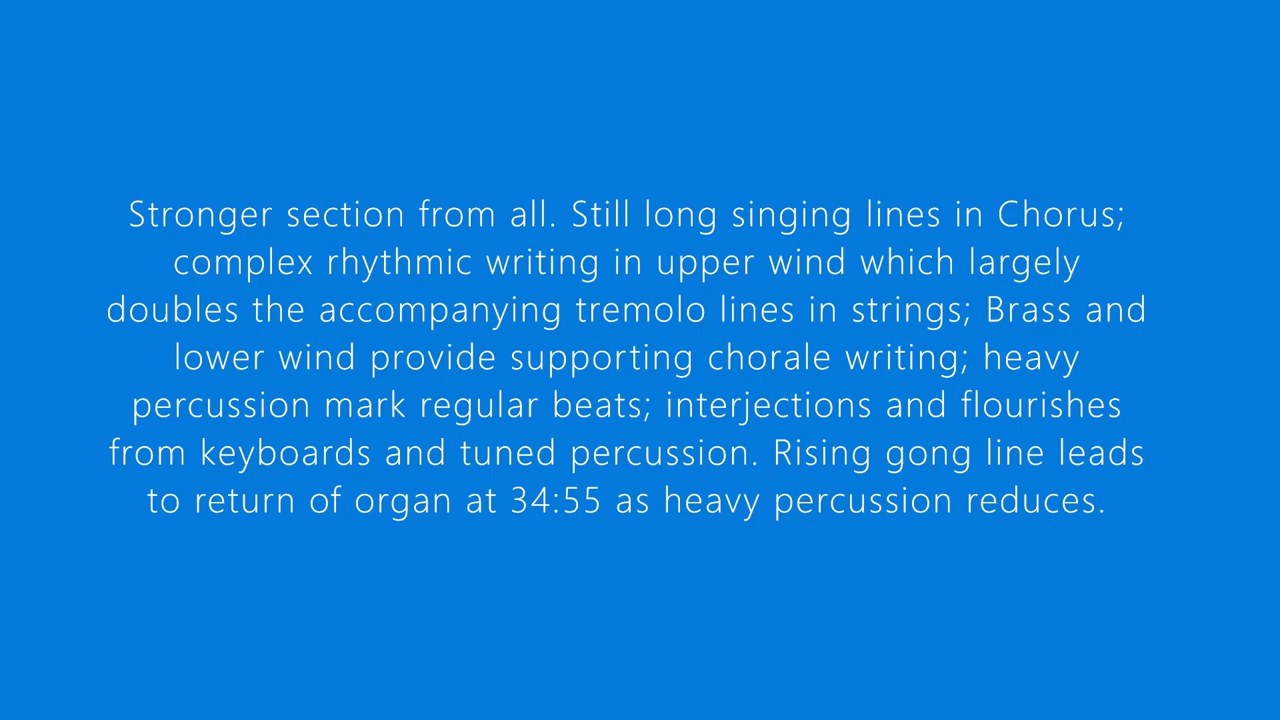 Stronger section from all. Still long singing lines in Chorus;
complex rhythmic writing in upper wind which largely
doubles the accompanying tremolo lines in strings; Brass and
lower wind provide supporting chorale writing; heavy
percussion mark regular beats; interjections and flourishes
from keyboards and tuned percussion. Rising gong line leads
to return of organ at 34:55 as heavy percussion reduces.